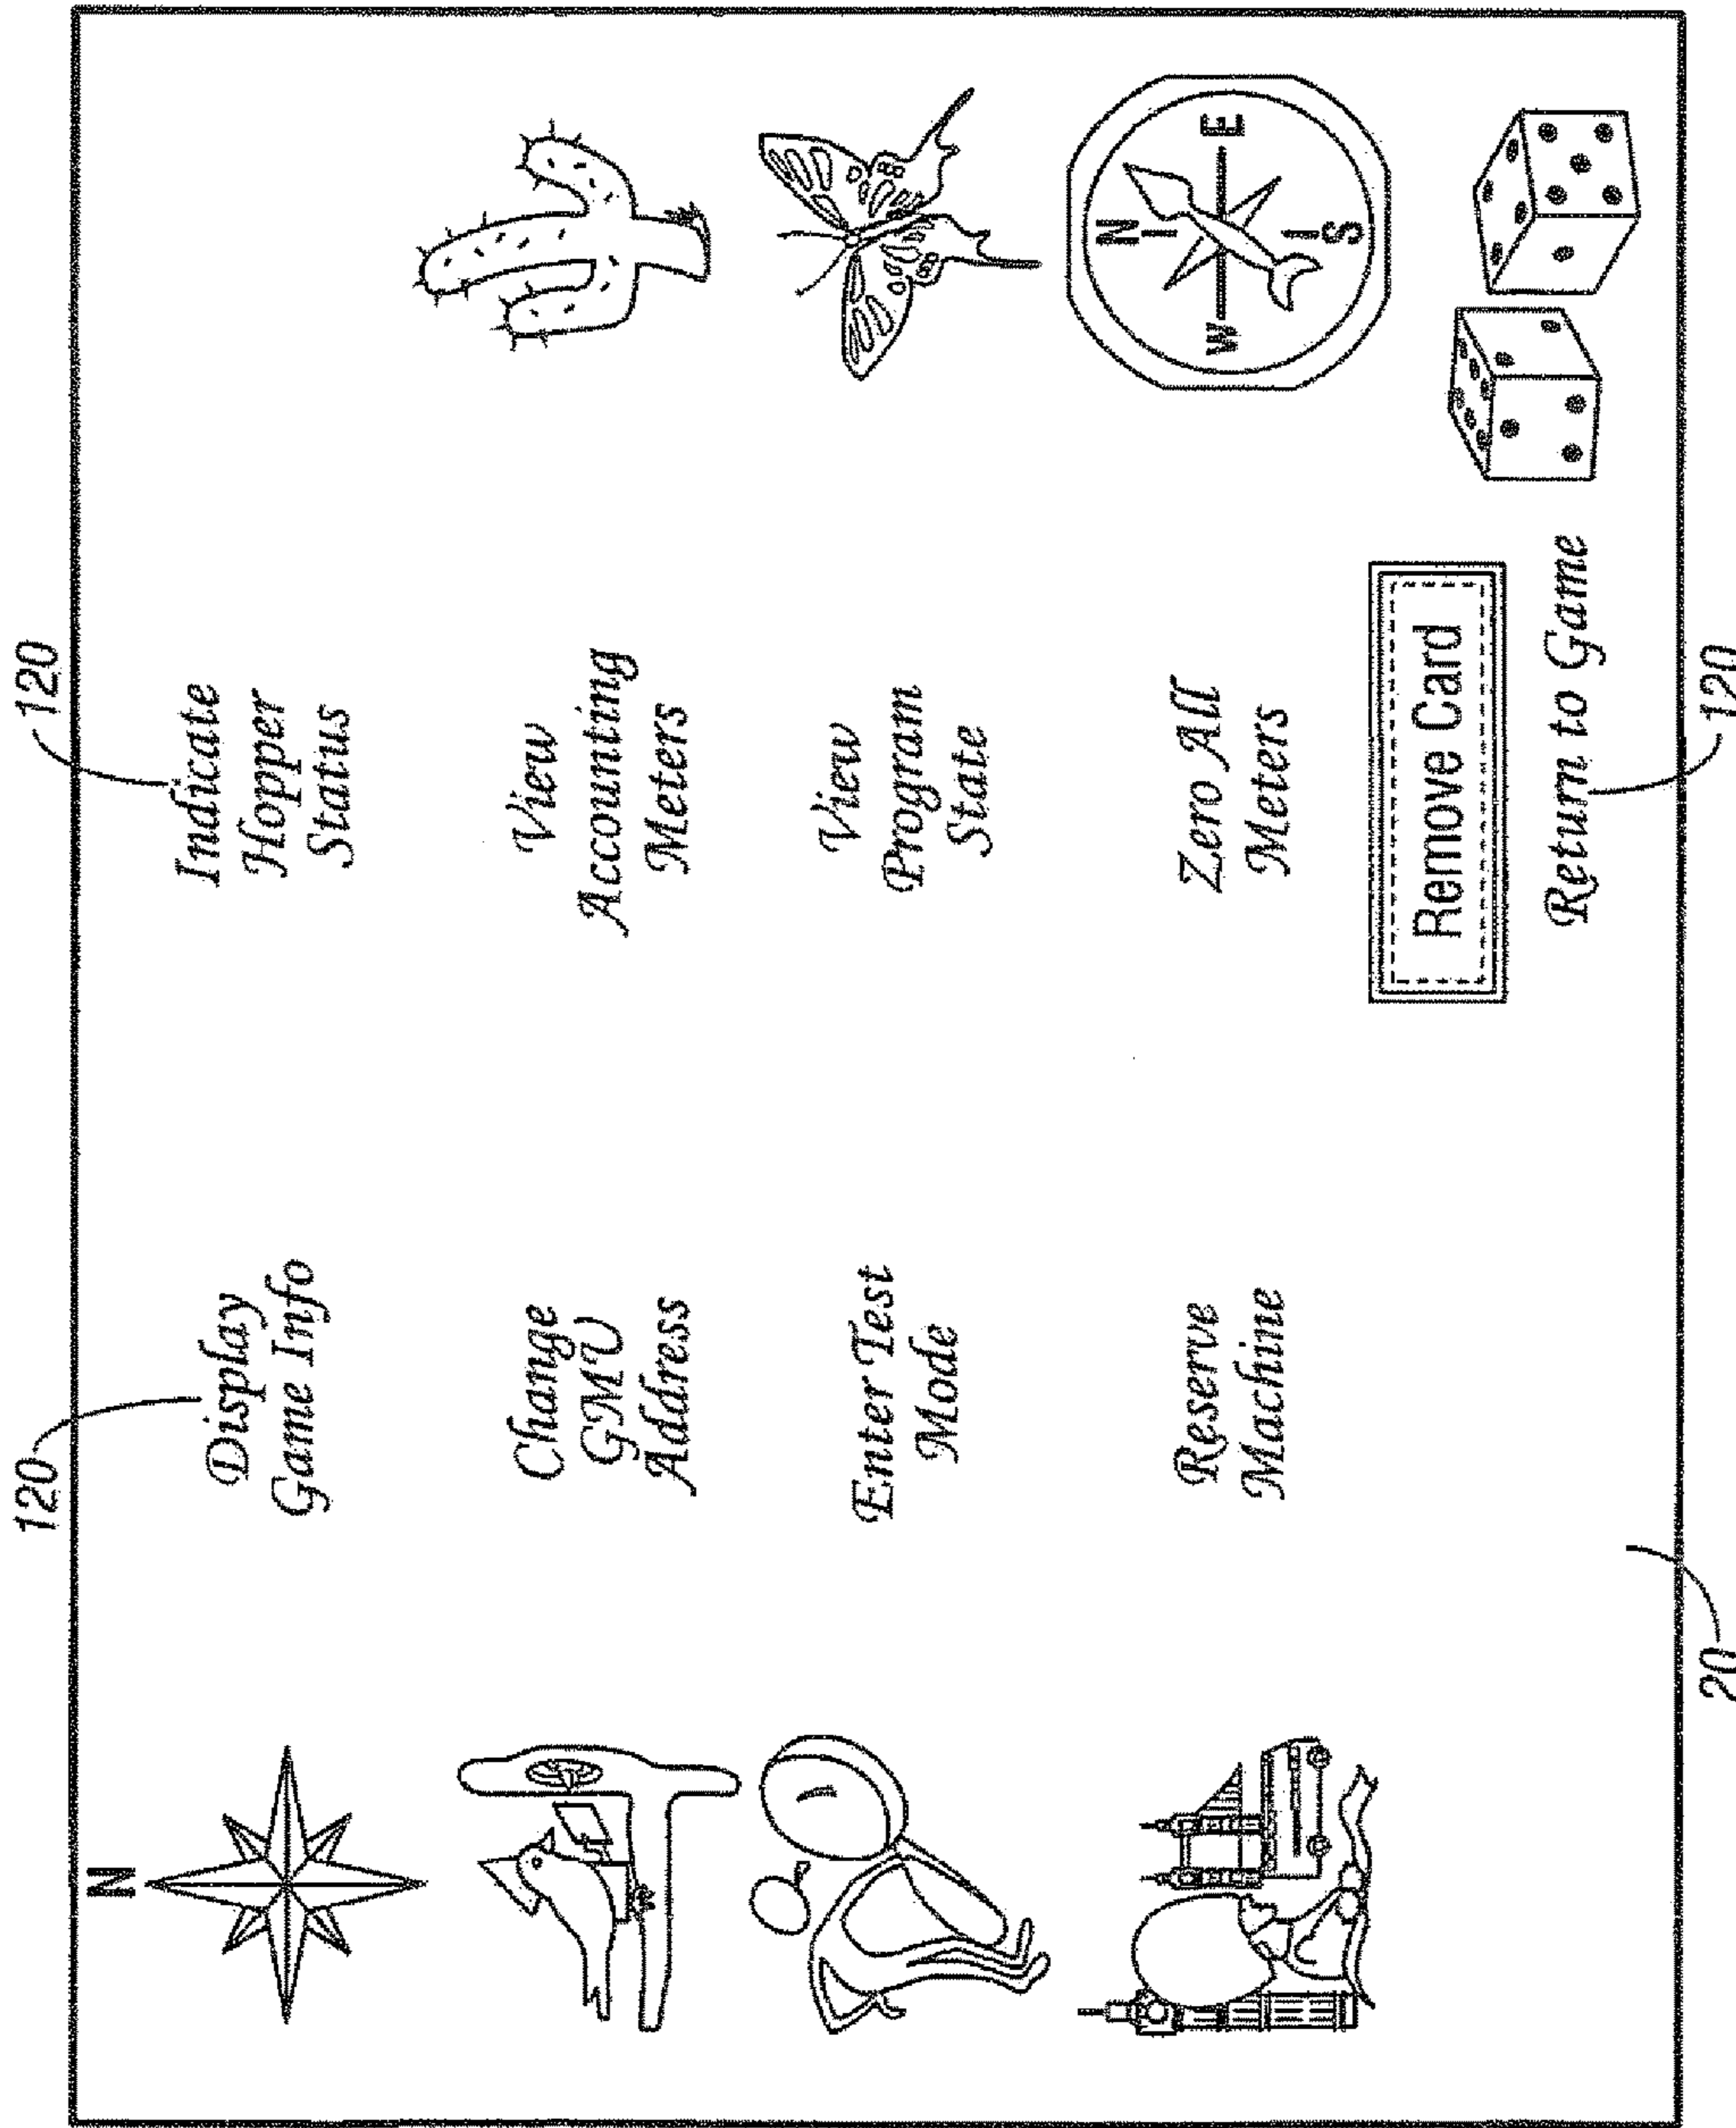 120
120
N
Display
Game Info
Indicate
Hopper
Status
Change
GMU
Address
View
Accounting
Meters
Enter Test
Mode
View
Program
State
Reserve
Machine
Zero All
Meters
N
W E
S
Remove Card
Return to Game
20
120